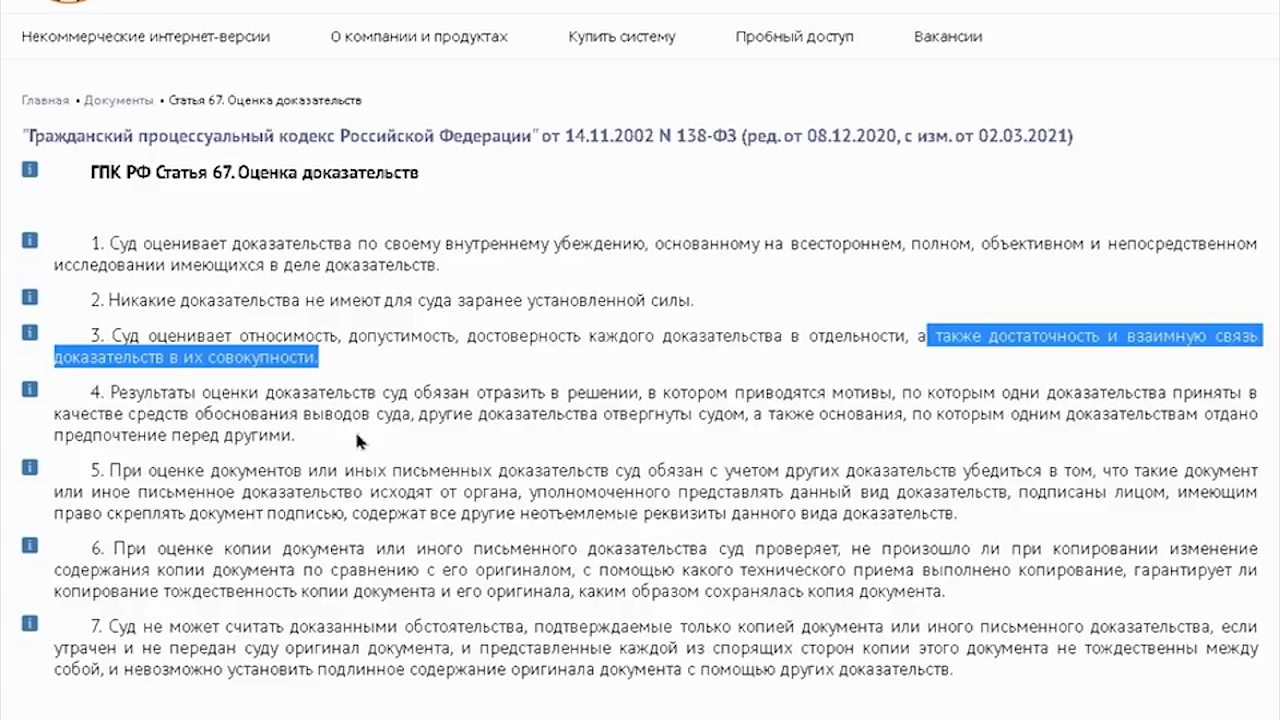 Некоммерческие интернет-версии О компании и продуктах Купить систему Пробный доступ Вакансии
Главная • Документы • Статья 67. Оценка доказательств
"Гражданский процессуальный кодекс Российской Федерации" от 14.11.2002 N 138-ФЗ (ред. от 08.12.2020, с изм. от 02.03.2021)
ГПК РФ Статья 67. Оценка доказательств
1. Суд оценивает доказательства по своему внутреннему убеждению, основанному на всестороннем, полном, объективном и непосредственном
исследовании имеющихся в деле доказательств.
2. Никакие доказательства не имеют для суда заранее установленной силы.
3. Суд оценивает относимость, допустимость, достоверность каждого доказательства в отдельности, а также достаточность и взаимную связь
доказательств в их совокупности.
4. Результаты оценки доказательств суд обязан отразить в решении, в котором приводятся мотивы, по которым одни доказательства приняты в
качестве средств обоснования выводов суда, другие доказательства отвергнуты судом, а также основания, по которым одним доказательствам отдано
предпочтение перед другими.
5. При оценке документов или иных письменных доказательств суд обязан с учетом других доказательств убедиться в том, что такие документ
или иное письменное доказательство исходят от органа, уполномоченного представлять данный вид доказательств, подписаны лицом, имеющим
право скреплять документ подписью, содержат все другие неотъемлемые реквизиты данного вида доказательств.
6. При оценке копии документа или иного письменного доказательства суд проверяет, не произошло ли при копировании изменение
содержания копии документа по сравнению с его оригиналом, с помощью какого технического приема выполнено копирование, гарантирует ли
копирование тождественность копии документа и его оригинала, каким образом сохранялась копия документа.
7. Суд не может считать доказанными обстоятельства, подтверждаемые только копией документа или иного письменного доказательства, если
утрачен и не передан суду оригинал документа, и представленные каждой из спорящих сторон копии этого документа не тождественны между
собой, и невозможно установить подлинное содержание оригинала документа с помощью других доказательств.